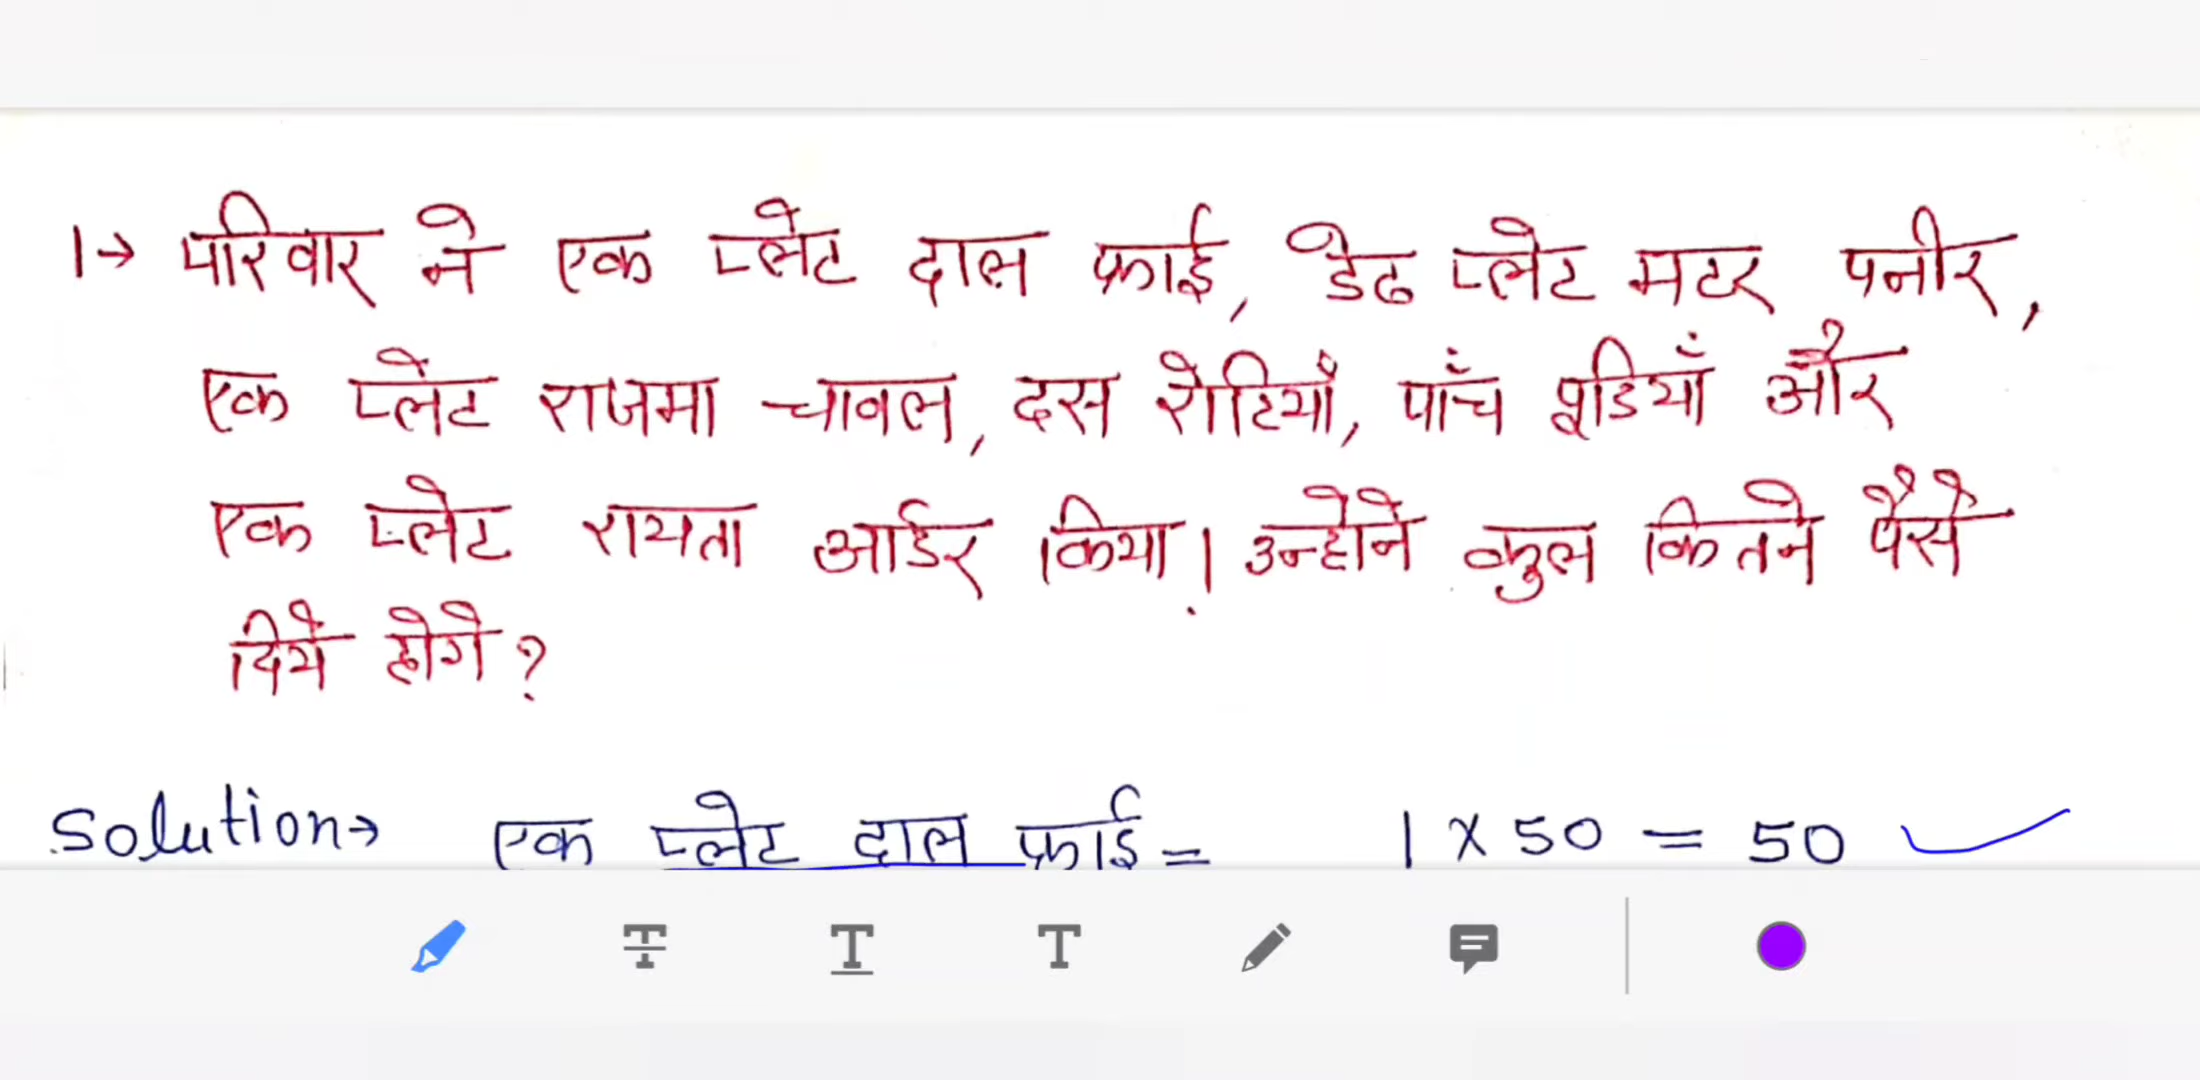 1→ परिवार ने एक प्लेट दाल फ्राई, डेढ प्लेट मटर पनीर,
एक प्लेट राजमा चावल, दस रोटियाँ, पाँच पूडियाँ और
एक प्लेट रायता आर्डर किया। उन्होने कुल कितने पैसे
दिये होगे?
Solution→ एक प्लेट दाल फ्राई = 1 x 50 = 50